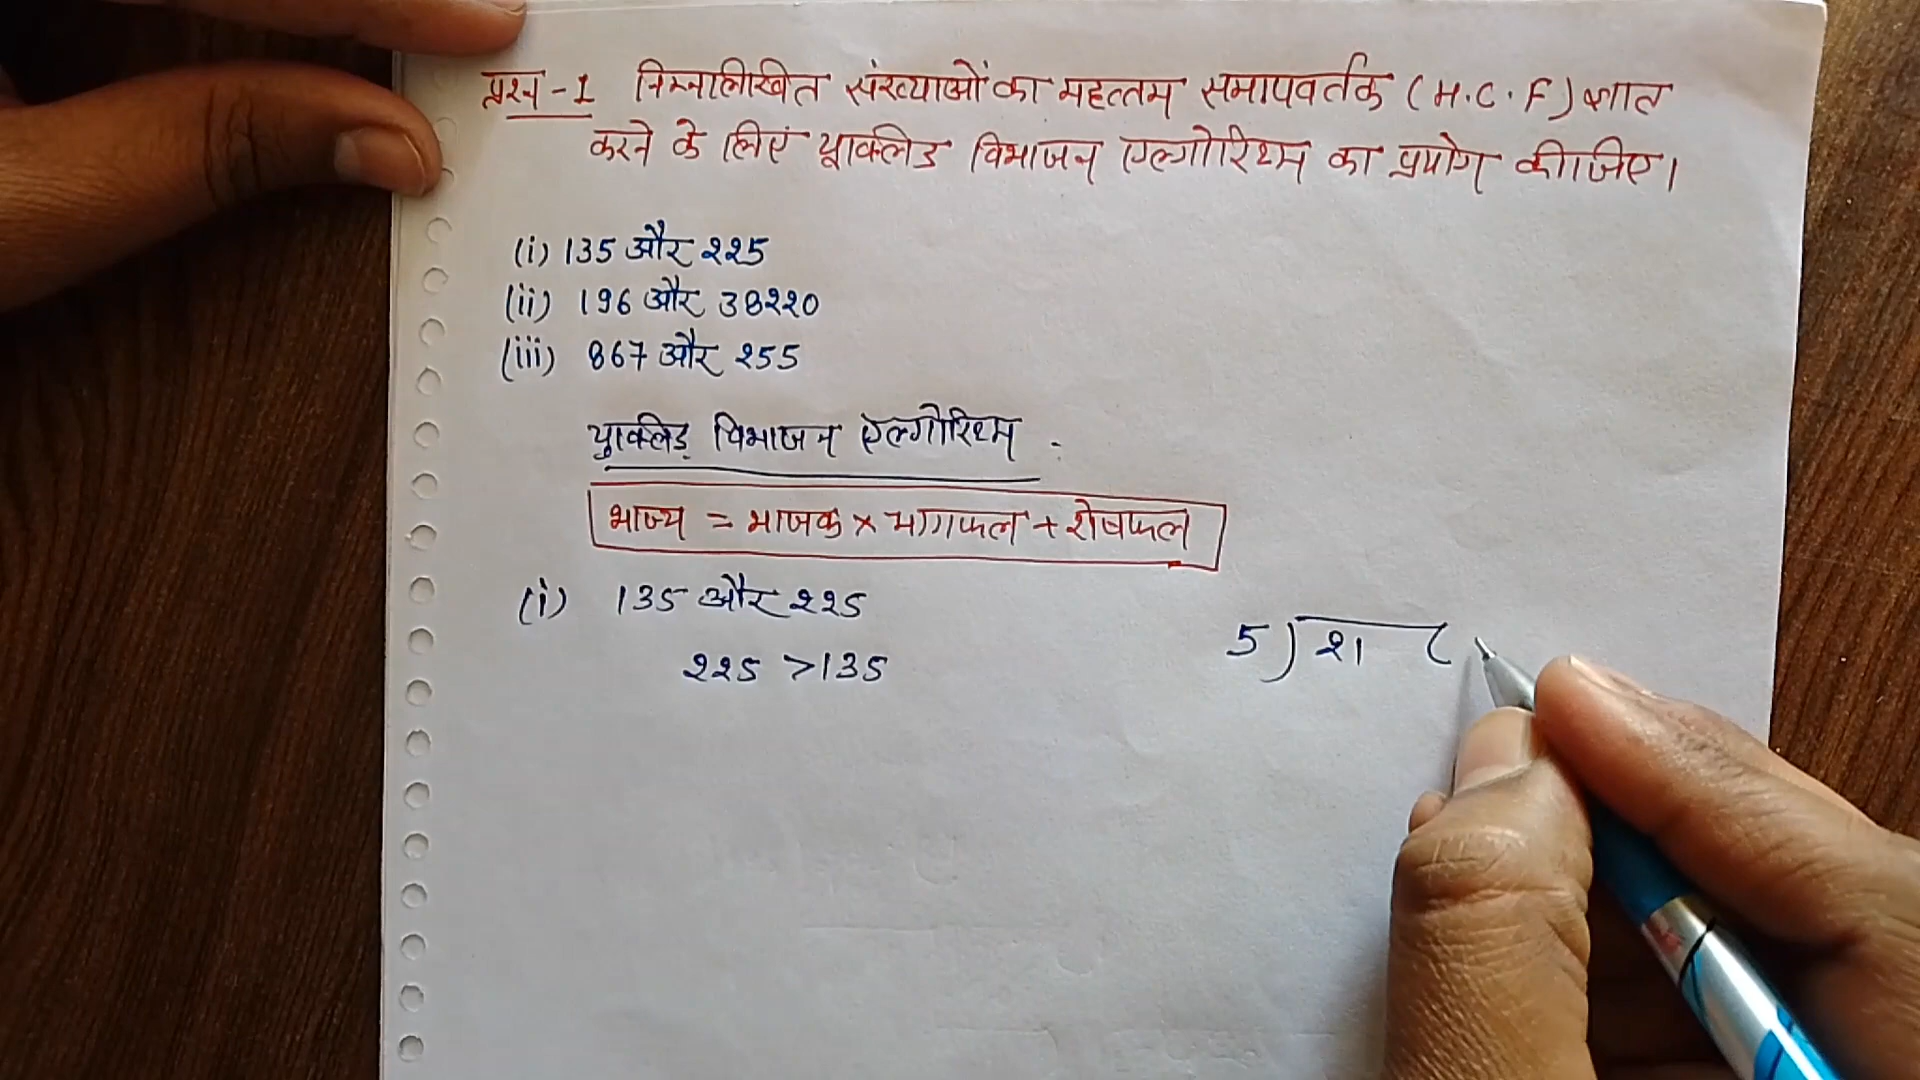 प्रश्न-1 निम्नलिखित संख्याओं का महत्तम समापवर्तक (H.C.F) ज्ञात
करने के लिए यूक्लिड विभाजन एल्गोरिथ्म का प्रयोग कीजिए।
(i) 135 और 225
(ii) 196 और 38220
(iii) 867 और 255
युक्लिड विभाजन ऐल्गोरिथ्म :
भाज्य = भाजक × भागफल + शेषफल
(i) 135 और 225
225 > 135
5 ) 21 (